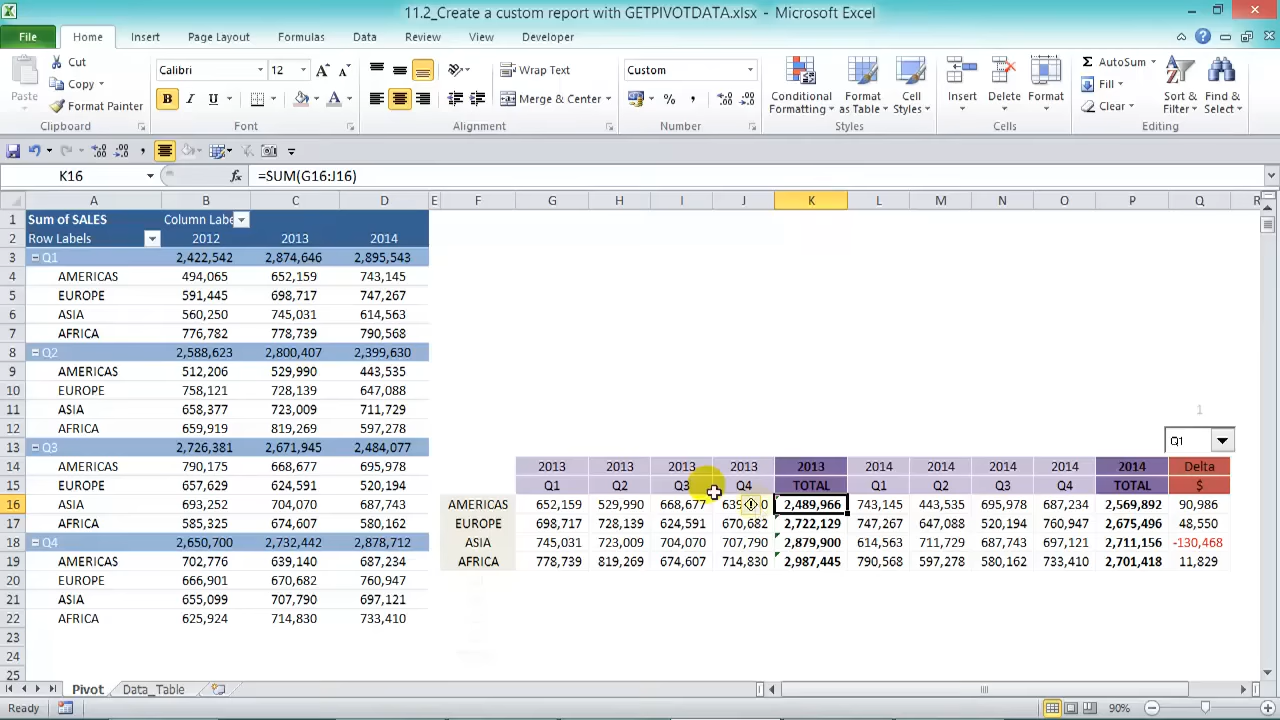 11.2_Create a custom report with GETPIVOTDATA.xlsx - Microsoft Excel
File Home Insert Page Layout Formulas Data Review View Developer
Paste Cut Copy Format Painter
Calibri 12
B I U A
Wrap Text
Merge & Center
Custom
Conditional Formatting Format as Table Cell Styles
Insert Delete Format
AutoSum Fill Clear
Sort & Filter Find & Select
Clipboard Font Alignment Number Styles Cells Editing
K16 fx =SUM(G16:J16)
A B C D E F G H I J K L M N O P Q R
1 Sum of SALES Column Labe
2 Row Labels 2012 2013 2014
3 Q1 2,422,542 2,874,646 2,895,543
4 AMERICAS 494,065 652,159 743,145
5 EUROPE 591,445 698,717 747,267
6 ASIA 560,250 745,031 614,563
7 AFRICA 776,782 778,739 790,568
8 Q2 2,588,623 2,800,407 2,399,630
9 AMERICAS 512,206 529,990 443,535
10 EUROPE 758,121 728,139 647,088
11 ASIA 658,377 723,009 711,729 1
12 AFRICA 659,919 819,269 597,278
13 Q3 2,726,381 2,671,945 2,484,077 Q1
14 AMERICAS 790,175 668,677 695,978 2013 2013 2013 2013 2013 2014 2014 2014 2014 2014 Delta
15 EUROPE 657,629 624,591 520,194 Q1 Q2 Q3 Q4 TOTAL Q1 Q2 Q3 Q4 TOTAL $
16 ASIA 693,252 704,070 687,743 AMERICAS 652,159 529,990 668,677 2,489,966 743,145 443,535 695,978 687,234 2,569,892 90,986
17 AFRICA 585,325 674,607 580,162 EUROPE 698,717 728,139 624,591 670,682 2,722,129 747,267 647,088 520,194 760,947 2,675,496 48,550
18 Q4 2,650,700 2,732,442 2,878,712 ASIA 745,031 723,009 704,070 707,790 2,879,900 614,563 711,729 687,743 697,121 2,711,156 -130,468
19 AMERICAS 702,776 639,140 687,234 AFRICA 778,739 819,269 674,607 714,830 2,987,445 790,568 597,278 580,162 733,410 2,701,418 11,829
20 EUROPE 666,901 670,682 760,947
21 ASIA 655,099 707,790 697,121
22 AFRICA 625,924 714,830 733,410
23
24
25
Pivot Data_Table
Ready 90%